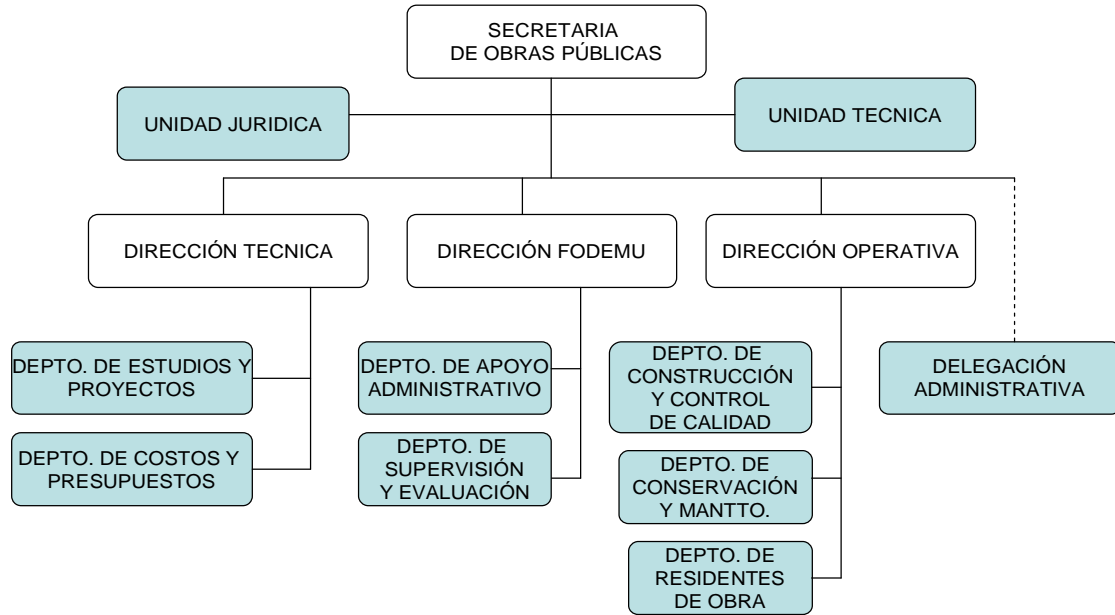 SECRETARIA
DE OBRAS PÚBLICAS
UNIDAD JURIDICA
UNIDAD TECNICA
DIRECCIÓN TECNICA
DIRECCIÓN FODEMU
DIRECCIÓN OPERATIVA
DEPTO. DE ESTUDIOS Y
PROYECTOS
DEPTO. DE COSTOS Y
PRESUPUESTOS
DEPTO. DE APOYO
ADMINISTRATIVO
DEPTO. DE
SUPERVISIÓN
Y EVALUACIÓN
DEPTO. DE
CONSTRUCCIÓN
Y CONTROL
DE CALIDAD
DEPTO. DE
CONSERVACIÓN
Y MANTTO.
DEPTO. DE
RESIDENTES
DE OBRA
DELEGACIÓN
ADMINISTRATIVA